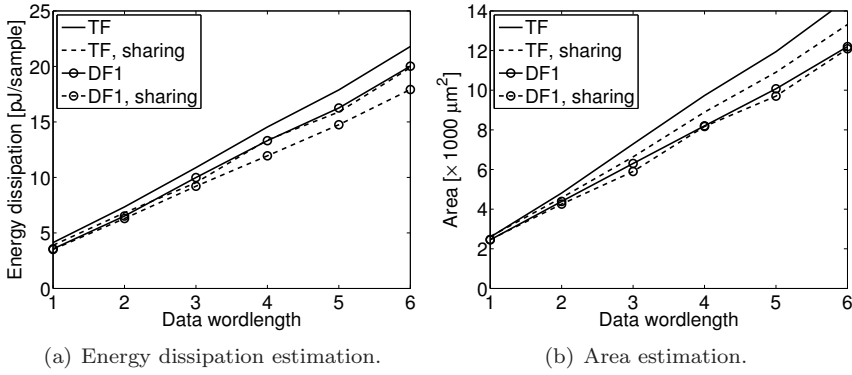 TF
TF, sharing
DF1
DF1, sharing
25
20
15
10
5
0
Energy dissipation [pJ/sample]
1 2 3 4 5 6
Data wordlength
(a) Energy dissipation estimation.
TF
TF, sharing
DF1
DF1, sharing
14
12
10
8
6
4
2
0
Area [× 1000 μm²]
1 2 3 4 5 6
Data wordlength
(b) Area estimation.